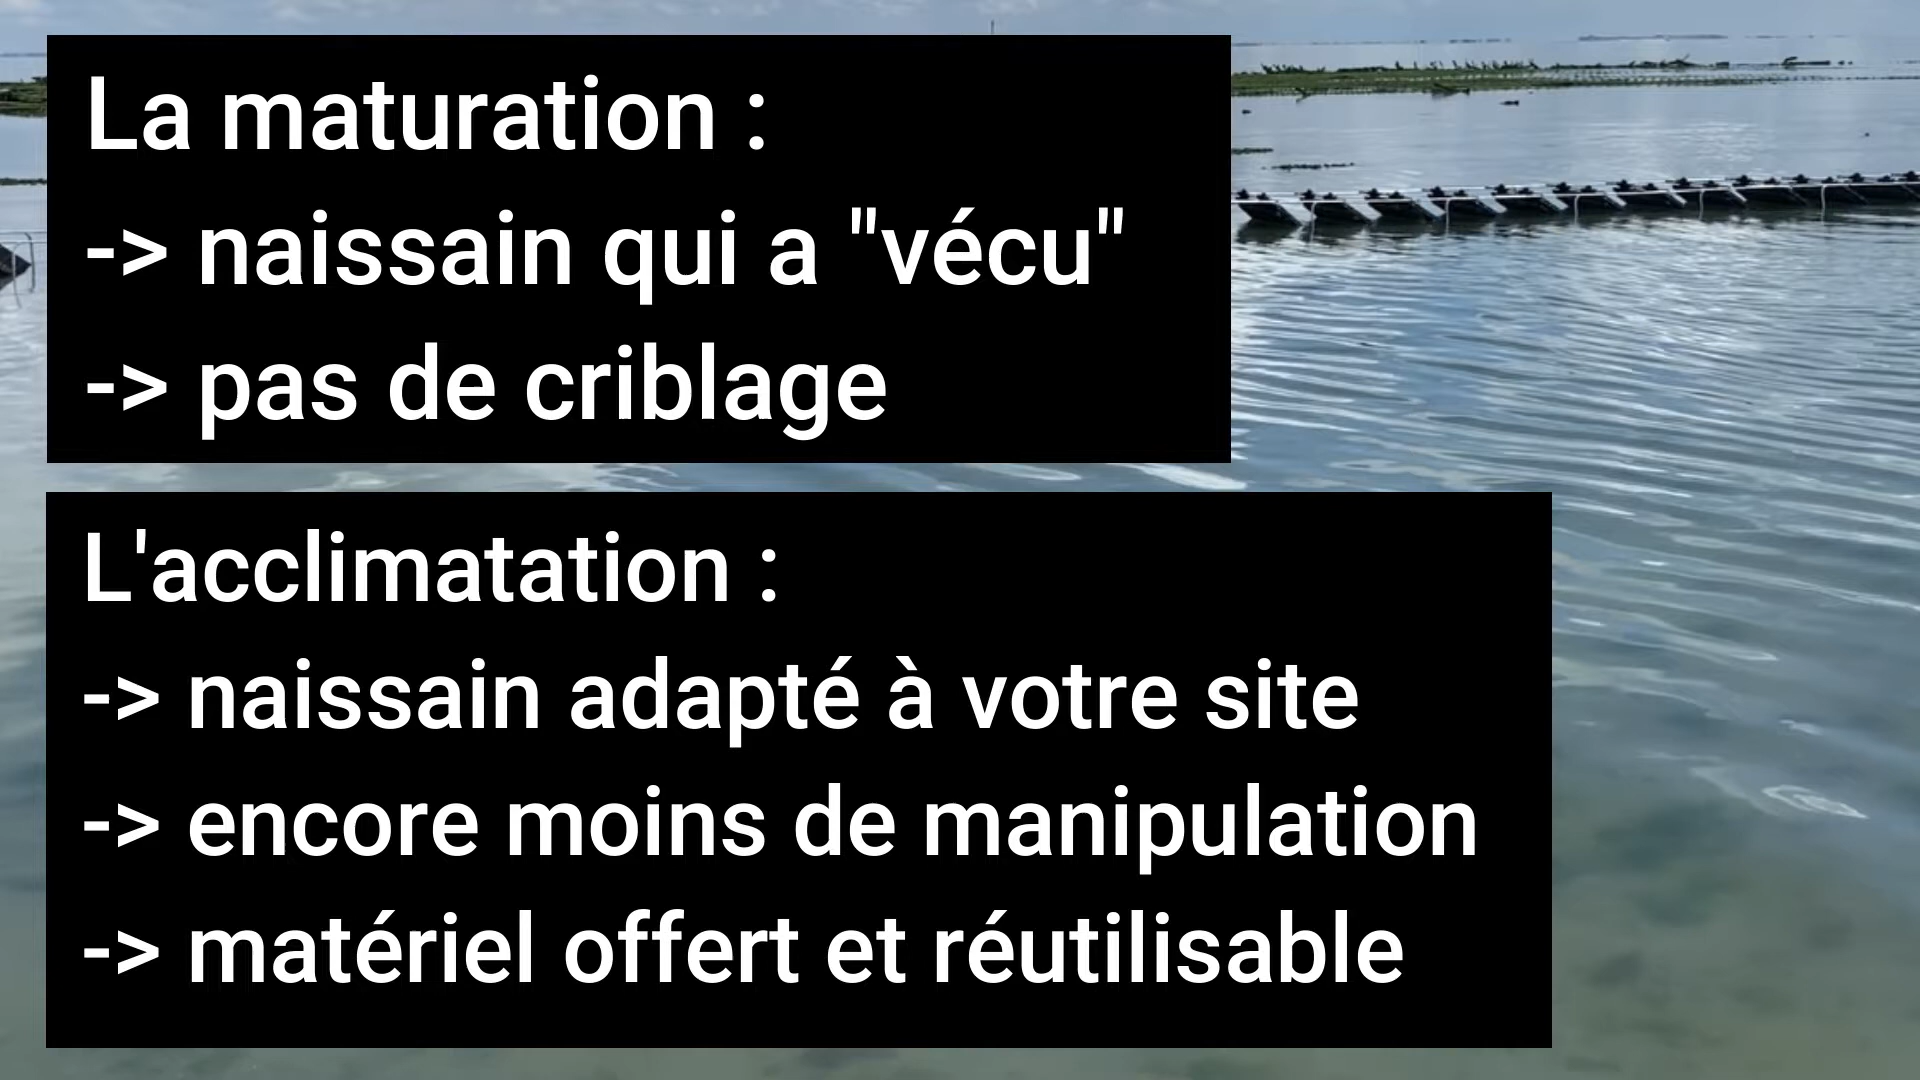 La maturation :
-> naissain qui a "vécu"
-> pas de criblage
L'acclimatation :
-> naissain adapté à votre site
-> encore moins de manipulation
-> matériel offert et réutilisable